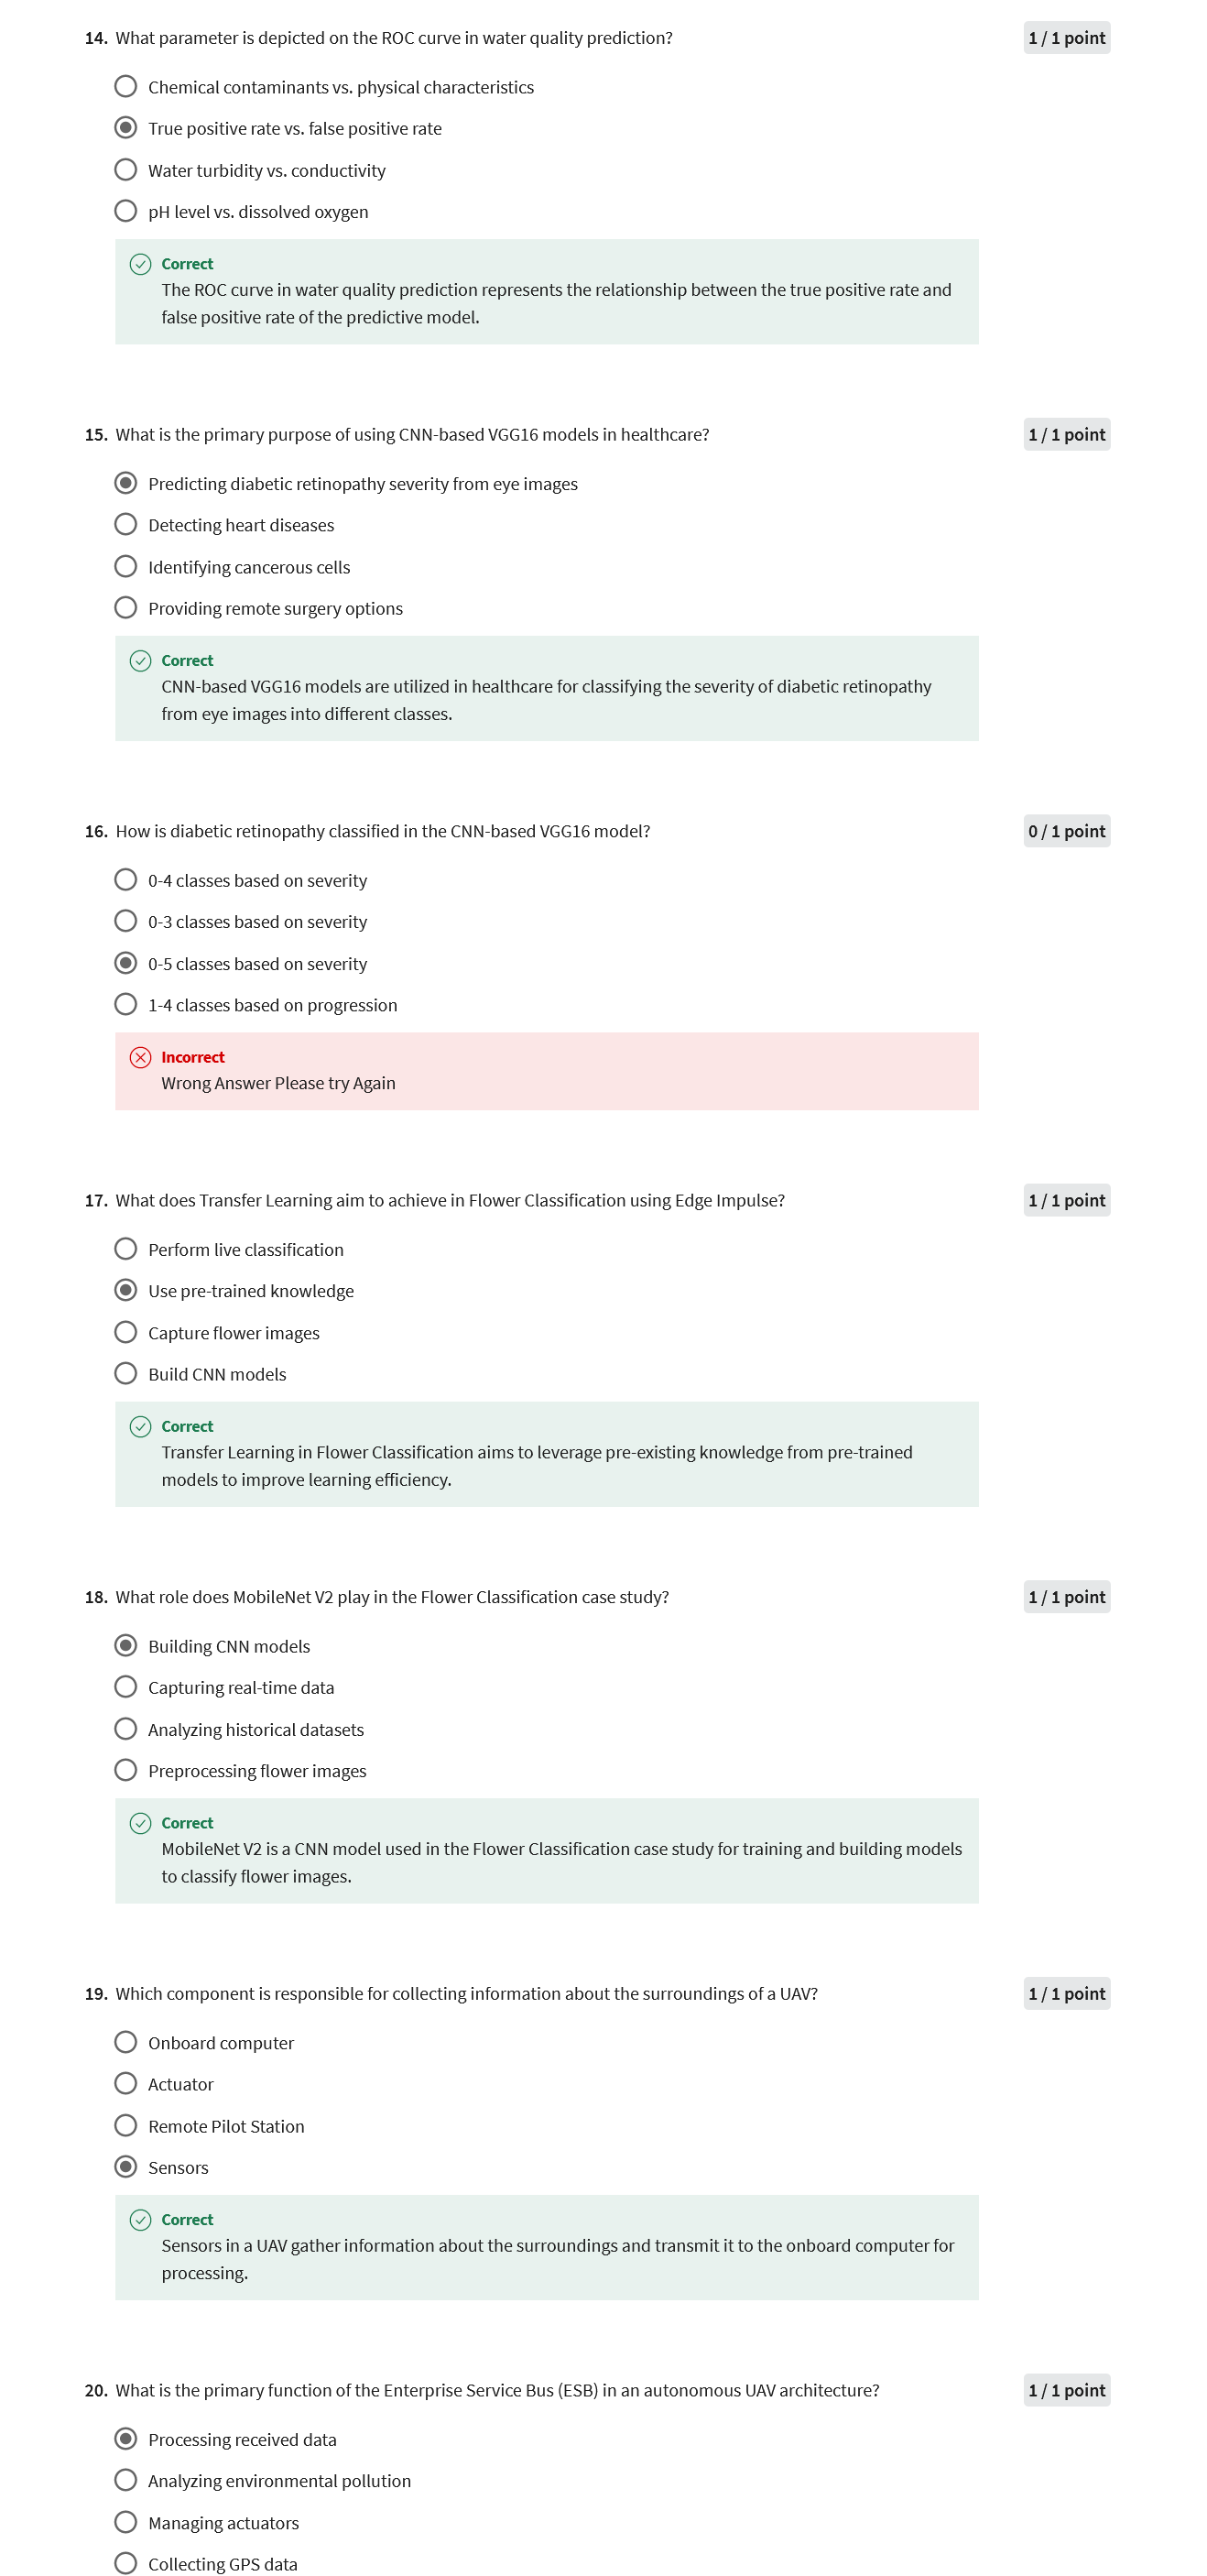 14. What parameter is depicted on the ROC curve in water quality prediction?
1 / 1 point
Chemical contaminants vs. physical characteristics
True positive rate vs. false positive rate
Water turbidity vs. conductivity
pH level vs. dissolved oxygen
Correct
The ROC curve in water quality prediction represents the relationship between the true positive rate and
false positive rate of the predictive model.
15. What is the primary purpose of using CNN-based VGG16 models in healthcare?
1 / 1 point
Predicting diabetic retinopathy severity from eye images
Detecting heart diseases
Identifying cancerous cells
Providing remote surgery options
Correct
CNN-based VGG16 models are utilized in healthcare for classifying the severity of diabetic retinopathy
from eye images into different classes.
16. How is diabetic retinopathy classified in the CNN-based VGG16 model?
0 / 1 point
0-4 classes based on severity
0-3 classes based on severity
0-5 classes based on severity
1-4 classes based on progression
Incorrect
Wrong Answer Please try Again
17. What does Transfer Learning aim to achieve in Flower Classification using Edge Impulse?
1 / 1 point
Perform live classification
Use pre-trained knowledge
Capture flower images
Build CNN models
Correct
Transfer Learning in Flower Classification aims to leverage pre-existing knowledge from pre-trained
models to improve learning efficiency.
18. What role does MobileNet V2 play in the Flower Classification case study?
1 / 1 point
Building CNN models
Capturing real-time data
Analyzing historical datasets
Preprocessing flower images
Correct
MobileNet V2 is a CNN model used in the Flower Classification case study for training and building models
to classify flower images.
19. Which component is responsible for collecting information about the surroundings of a UAV?
1 / 1 point
Onboard computer
Actuator
Remote Pilot Station
Sensors
Correct
Sensors in a UAV gather information about the surroundings and transmit it to the onboard computer for
processing.
20. What is the primary function of the Enterprise Service Bus (ESB) in an autonomous UAV architecture?
1 / 1 point
Processing received data
Analyzing environmental pollution
Managing actuators
Collecting GPS data